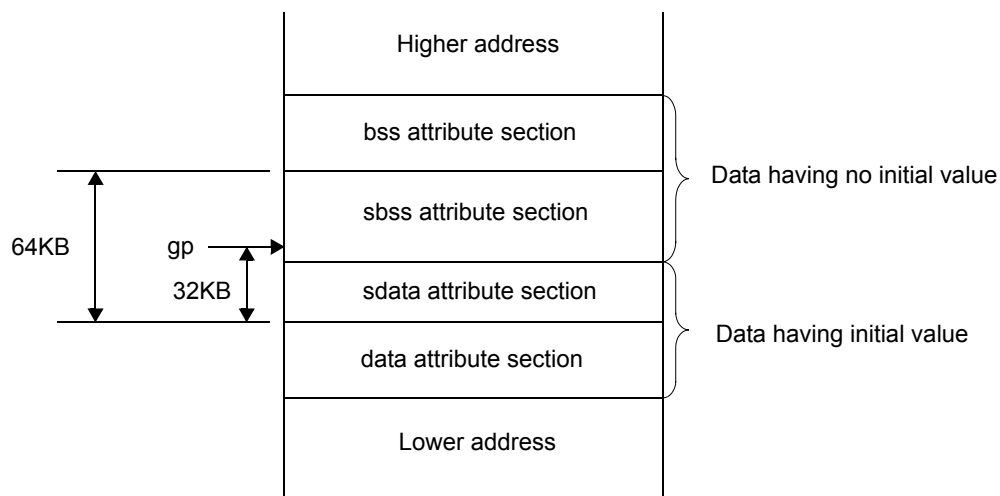 Higher address
bss attribute section
Data having no initial value
sbss attribute section
64KB
gp
32KB
sdata attribute section
Data having initial value
data attribute section
Lower address